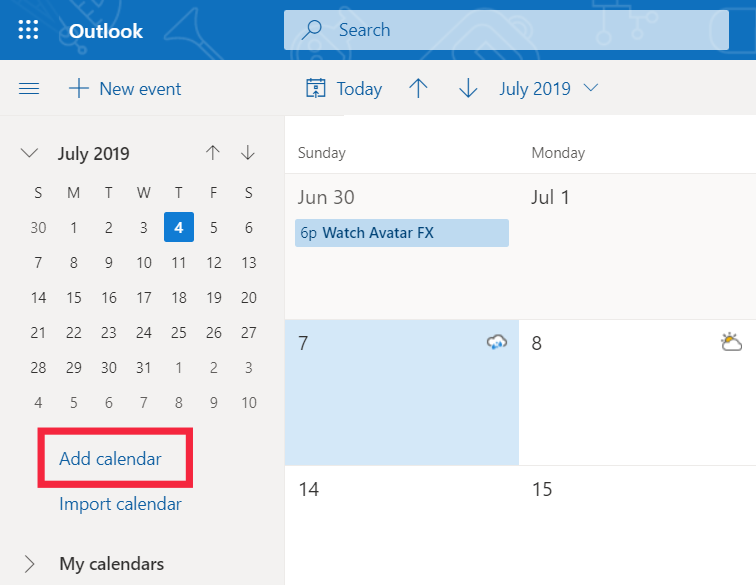 Outlook
Search
New event
Today
July 2019
July 2019
S M T W T F S
30 1 2 3 4 5 6
7 8 9 10 11 12 13
14 15 16 17 18 19 20
21 22 23 24 25 26 27
28 29 30 31 1 2 3
4 5 6 7 8 9 10
Add calendar
Import calendar
My calendars
Sunday Monday
Jun 30 Jul 1
6p Watch Avatar FX
7 8
14 15